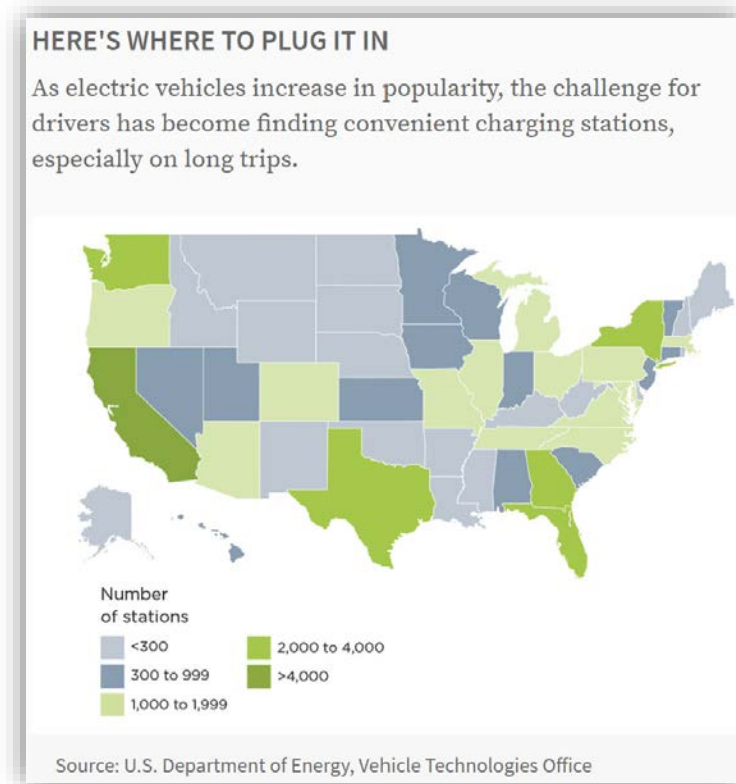 HERE'S WHERE TO PLUG IT IN
As electric vehicles increase in popularity, the challenge for
drivers has become finding convenient charging stations,
especially on long trips.
Number
of stations
<300
300 to 999
1,000 to 1,999
2,000 to 4,000
>4,000
Source: U.S. Department of Energy, Vehicle Technologies Office